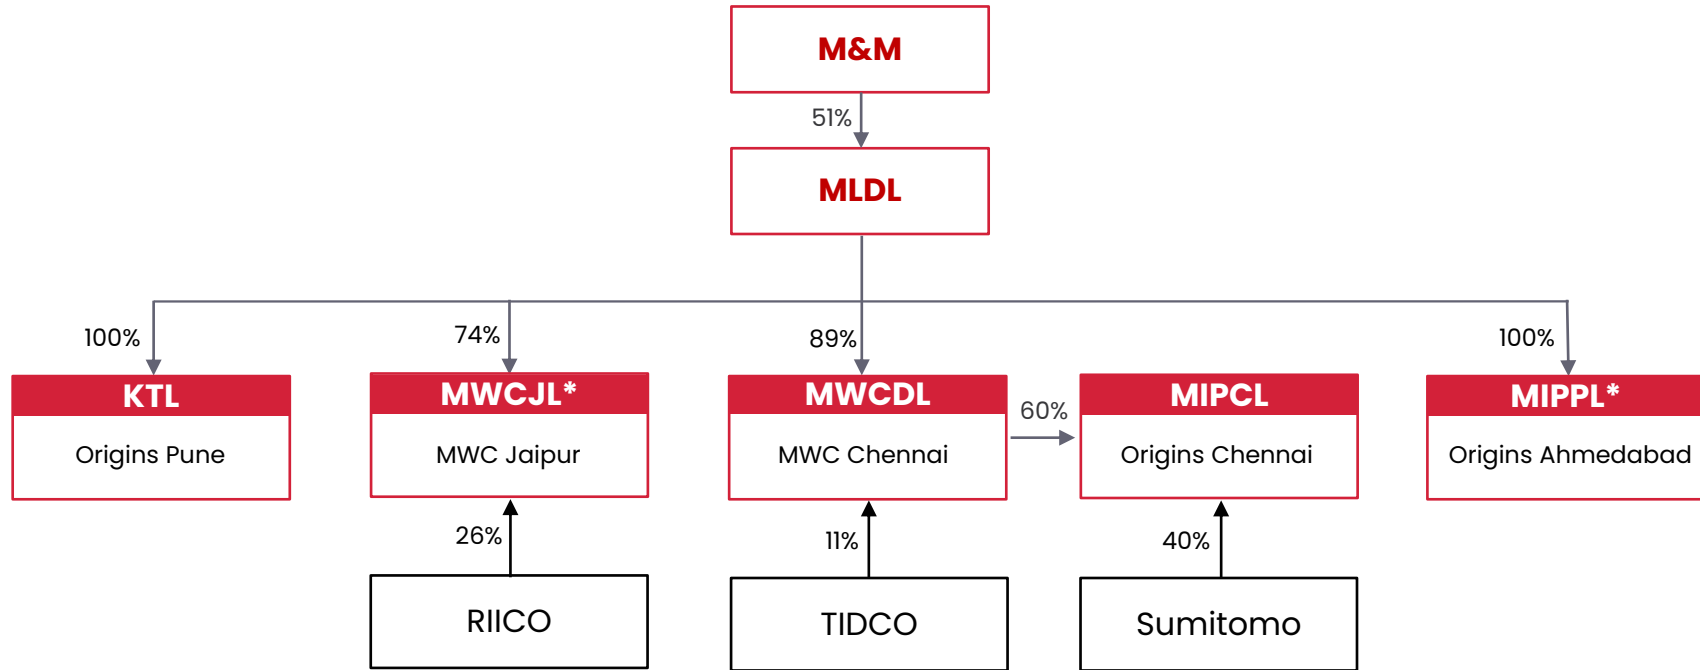 M&M
51%
MLDL
100%
74%
89%
100%
KTL
Origins Pune
MWCJL*
MWC Jaipur
MWCDL
MWC Chennai
60%
MIPCL
Origins Chennai
MIPPL*
Origins Ahmedabad
26%
11%
40%
RIICO
TIDCO
Sumitomo